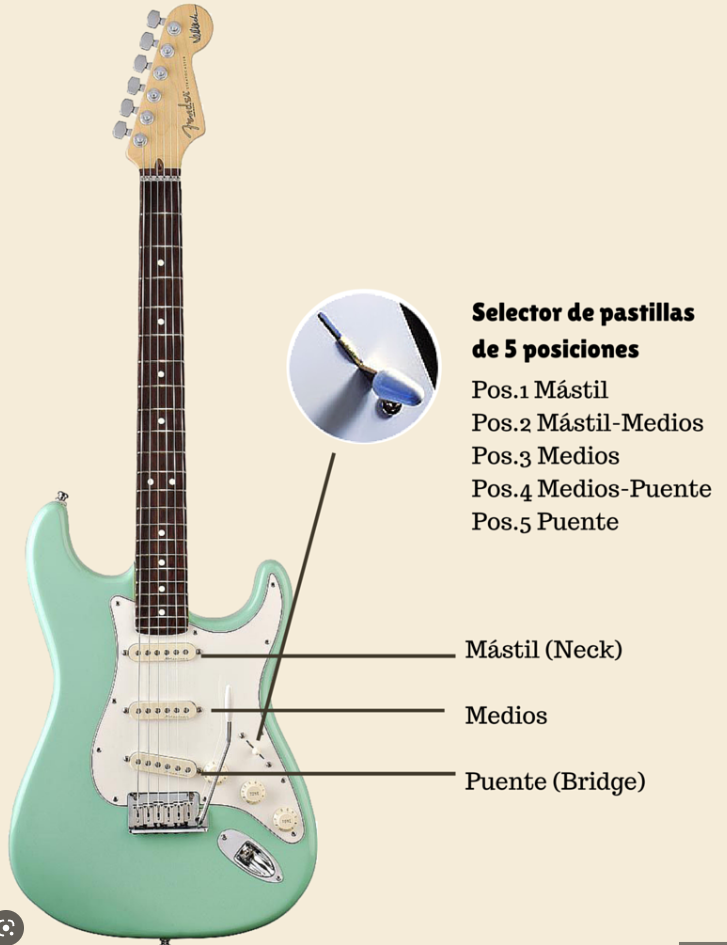 Fender
Selector de pastillas
de 5 posiciones
Pos.1 Mástil
Pos.2 Mástil-Medios
Pos.3 Medios
Pos.4 Medios-Puente
Pos.5 Puente
Mástil (Neck)
Medios
Puente (Bridge)